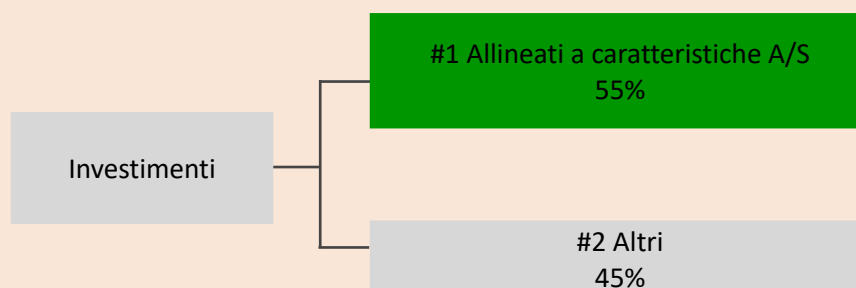 #1 Allineati a caratteristiche A/S
55%
Investimenti
#2 Altri
45%